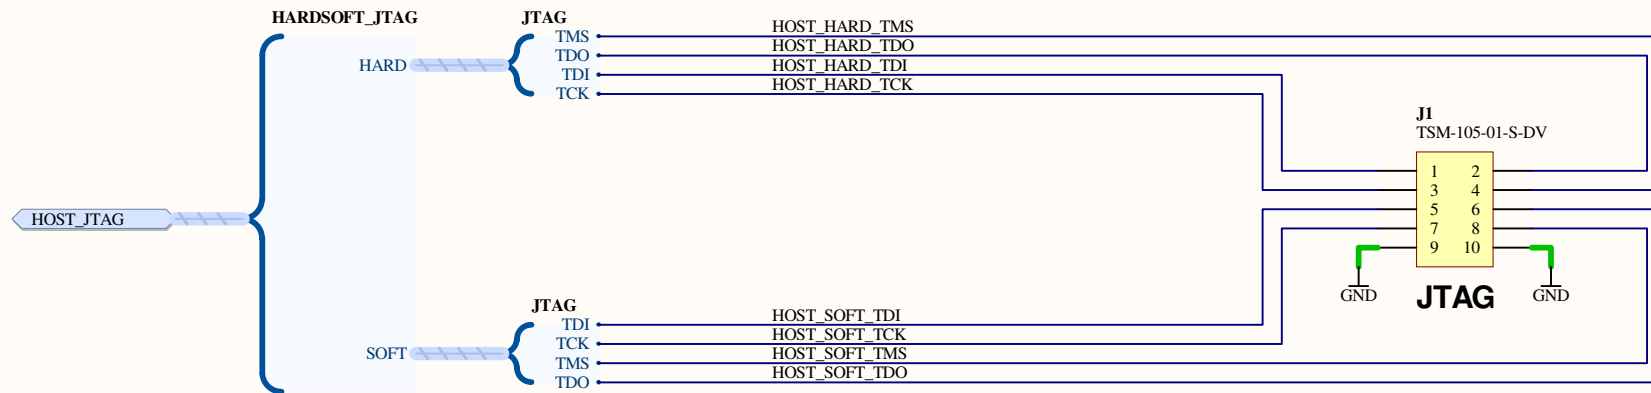 HARDSOFT_JTAG
JTAG
HARD
TMS
TDO
TDI
TCK
HOST_HARD_TMS
HOST_HARD_TDO
HOST_HARD_TDI
HOST_HARD_TCK
J1
TSM-105-01-S-DV
1 2
3 4
5 6
7 8
9 10
GND
JTAG
GND
HOST_JTAG
JTAG
SOFT
TDI
TCK
TMS
TDO
HOST_SOFT_TDI
HOST_SOFT_TCK
HOST_SOFT_TMS
HOST_SOFT_TDO